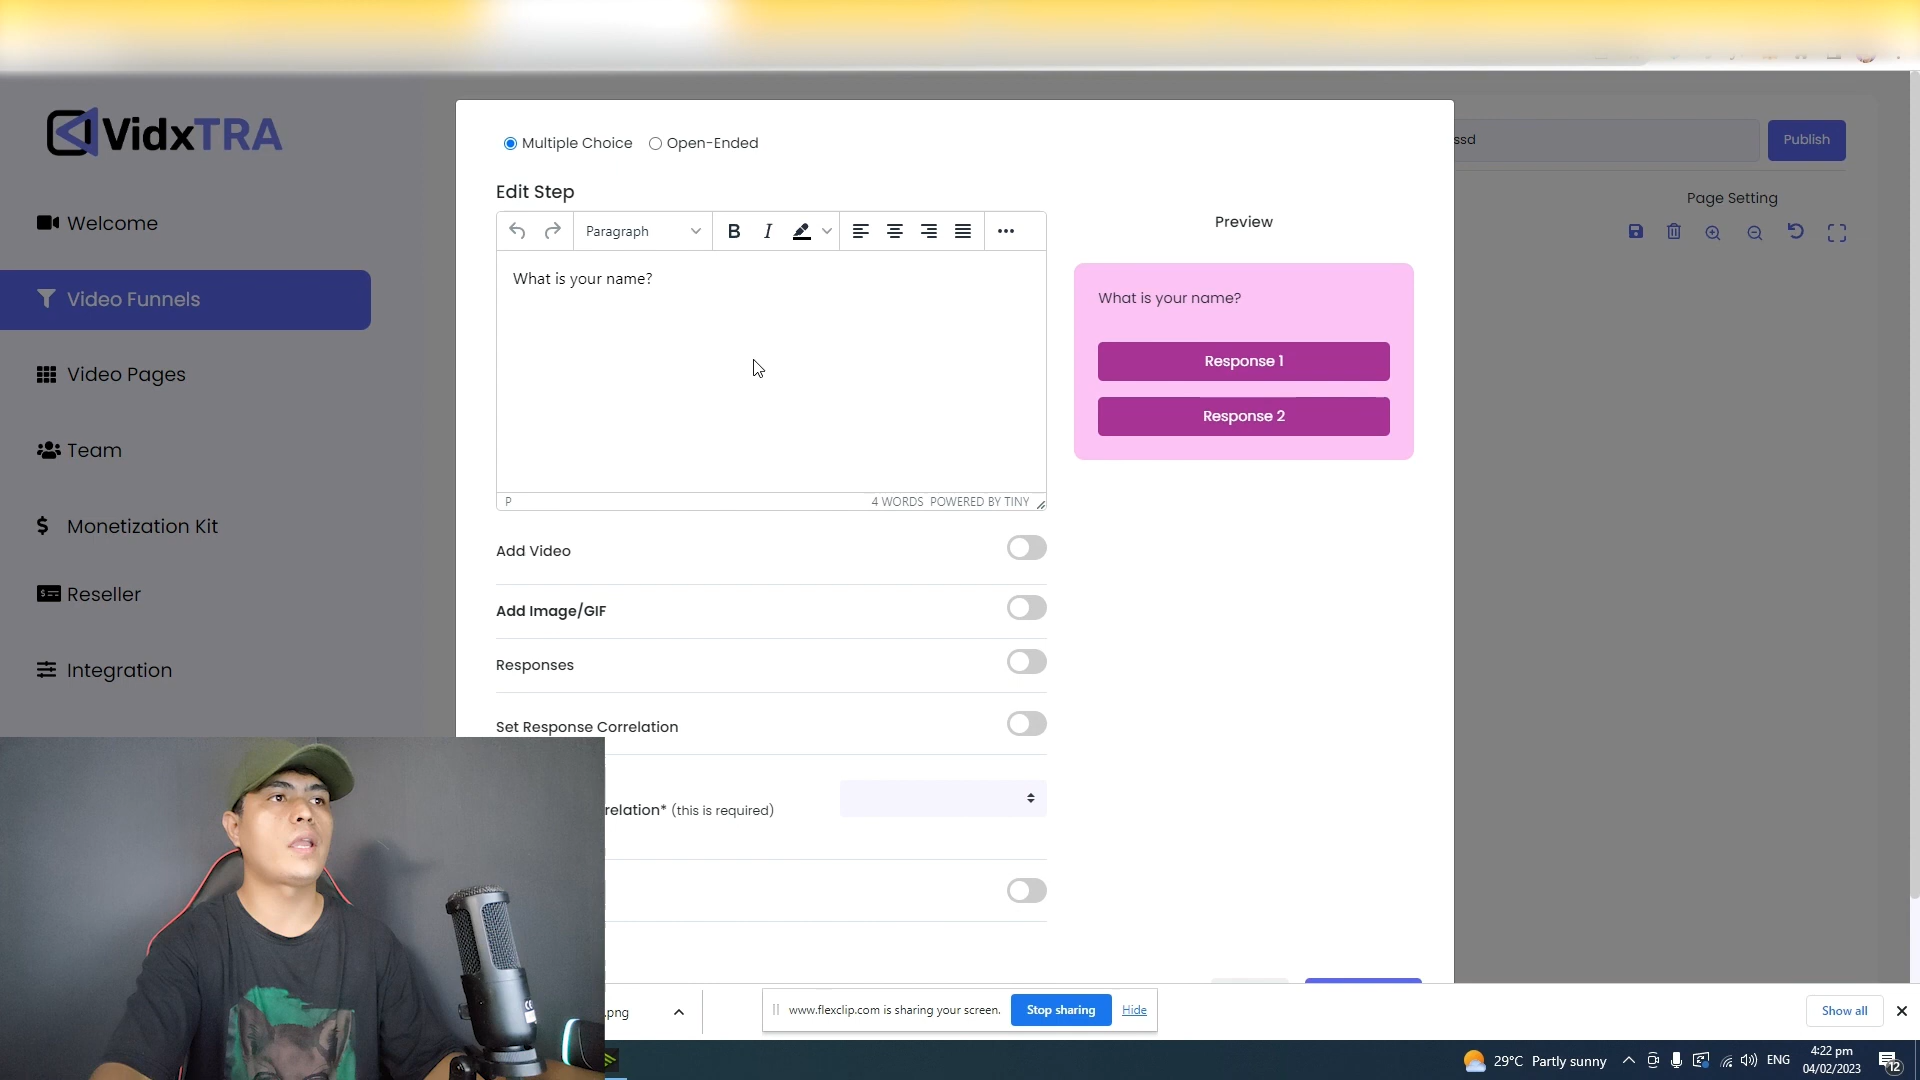 VidxTRA
Welcome
Video Funnels
Video Pages
Team
Monetization Kit
Reseller
Integration
Multiple Choice
Open-Ended
Edit Step
Paragraph
B
I
What is your name?
P
4 WORDS POWERED BY TINY
Add Video
Add Image/GIF
Responses
Set Response Correlation
relation* (this is required)
Preview
What is your name?
Response 1
Response 2
ssd
Publish
Page Setting
.png
www.flexclip.com is sharing your screen.
Stop sharing
Hide
Show all
29°C Partly sunny
ENG
4:22 pm
04/02/2023
12